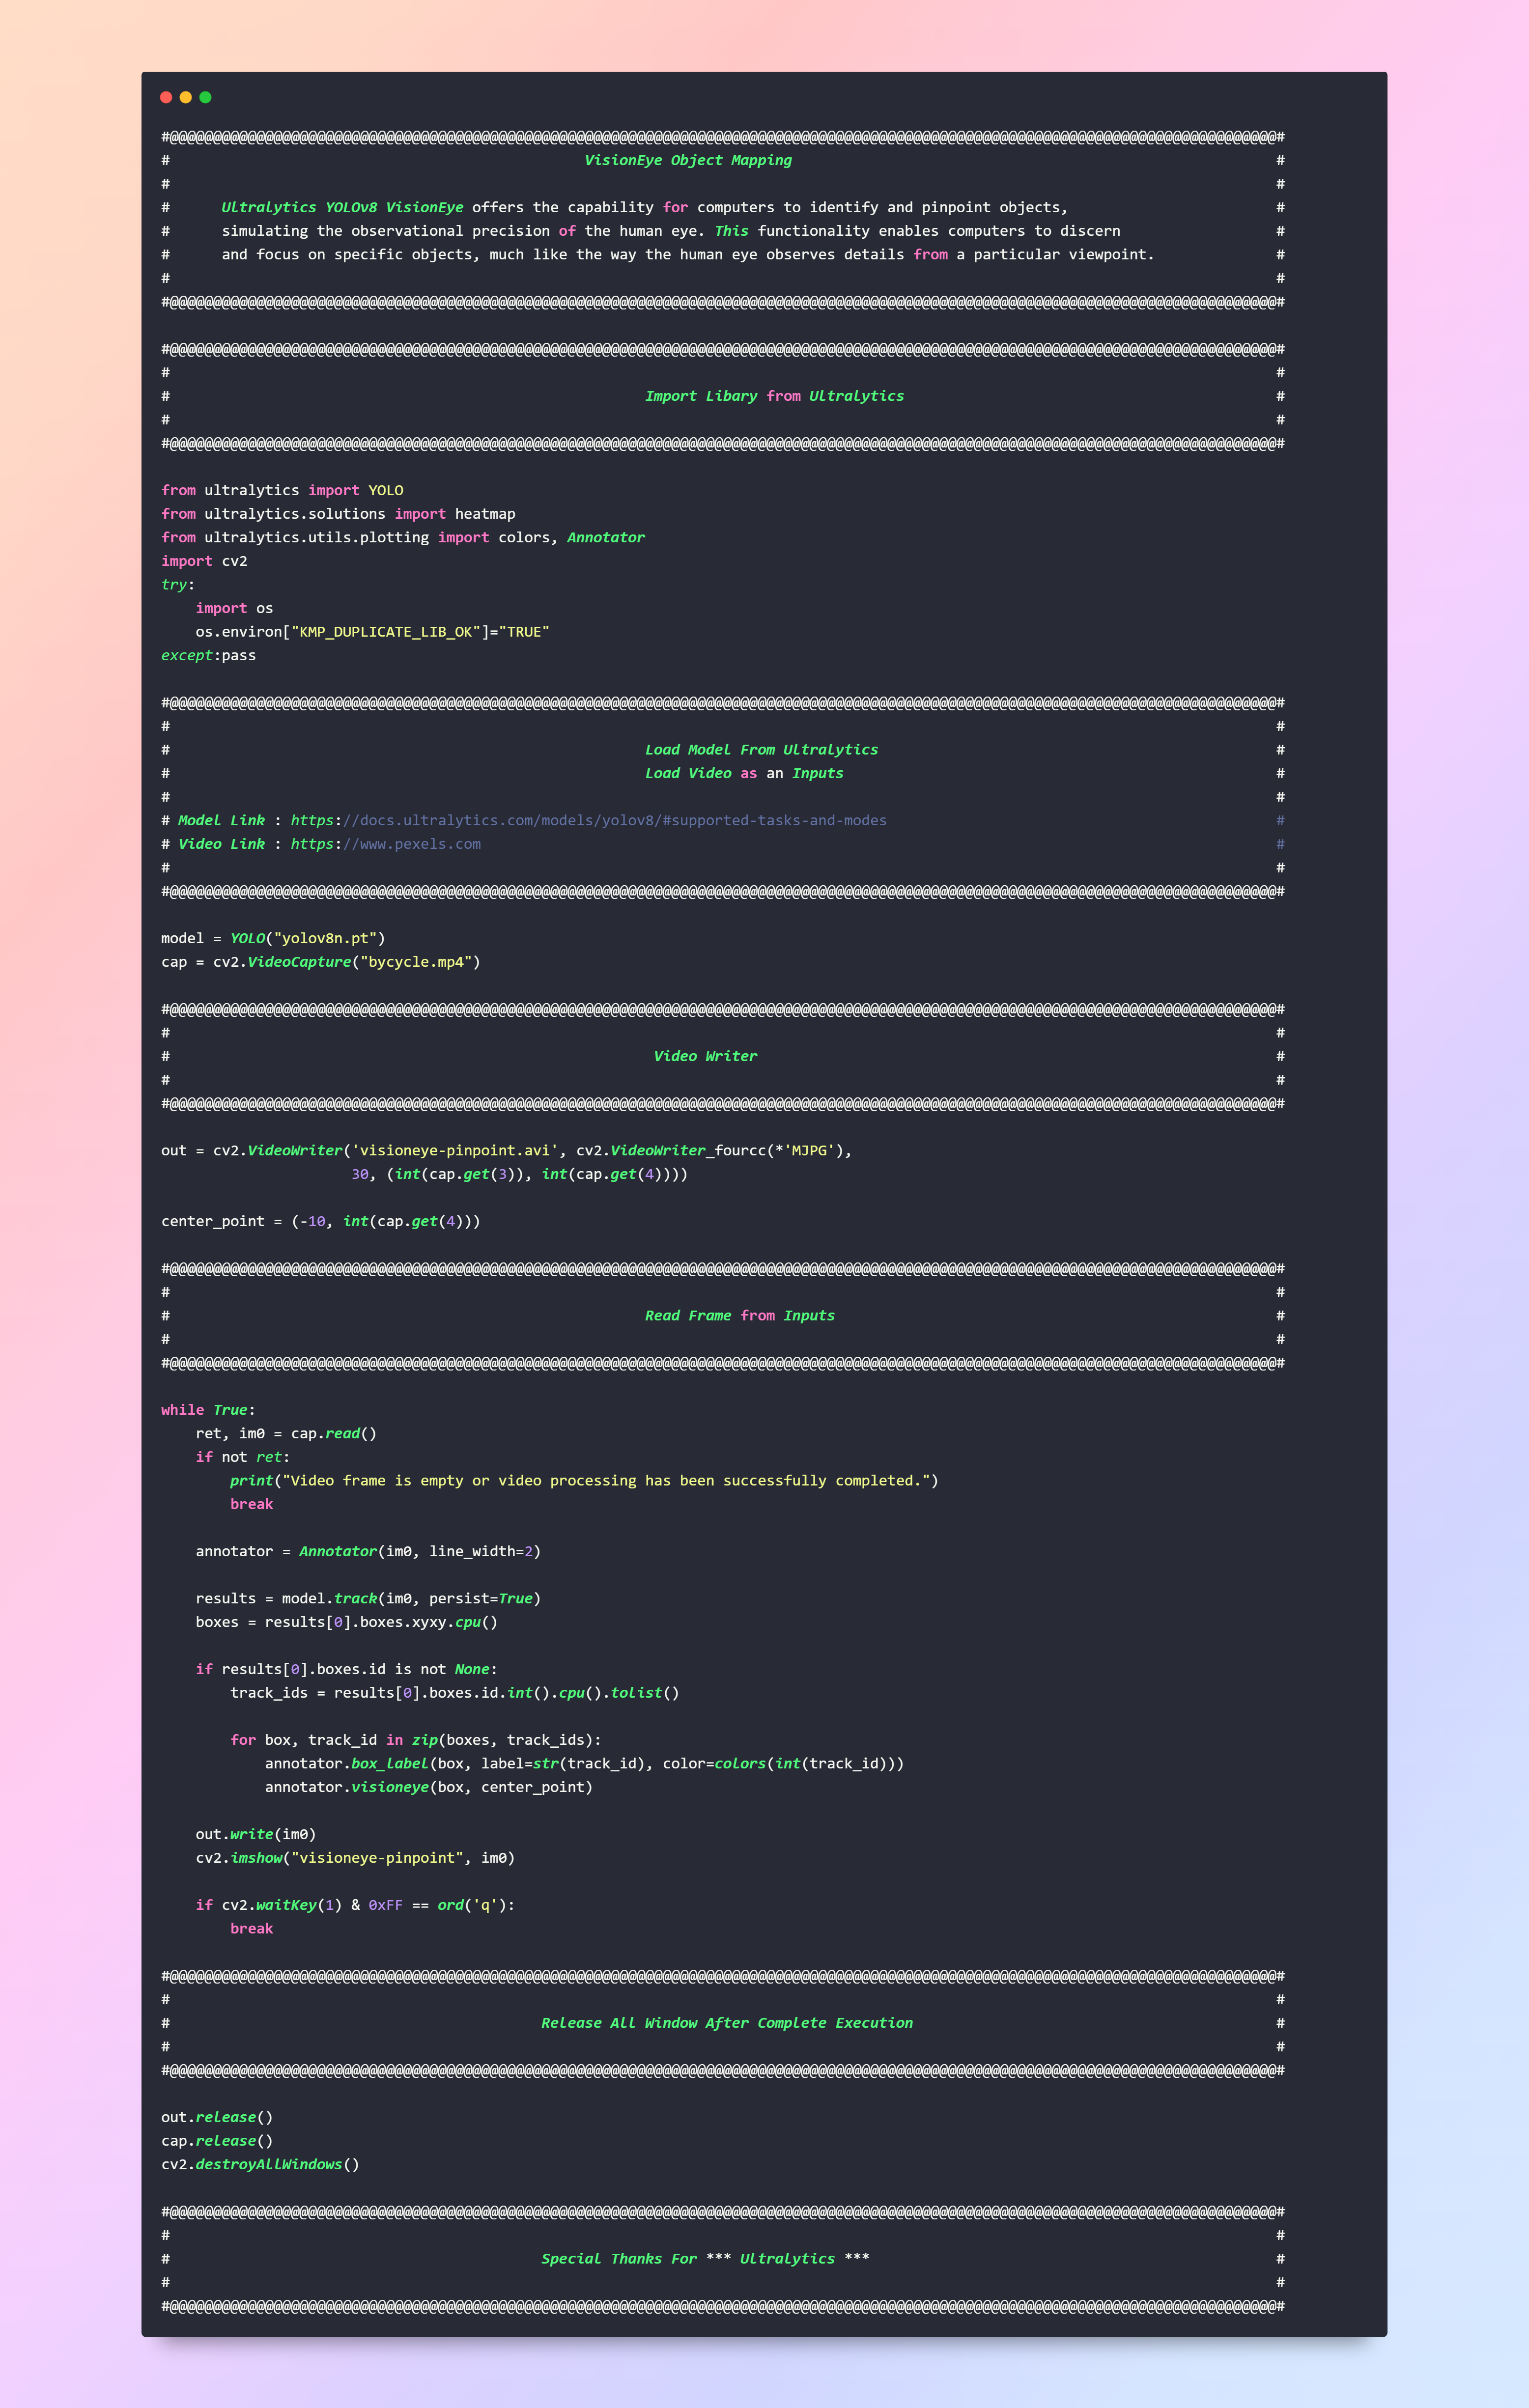 #@@@@@@@@@@@@@@@@@@@@@@@@@@@@@@@@@@@@@@@@@@@@@@@@@@@@@@@@@@@@@@@@@@@@@@@@@@@@@@@@@@@@@@@@@@@@@@@@@@@@@@@@@@@@@@@@@@@@@@@@@@@@@@@@#
# VisionEye Object Mapping #
# #
# Ultralytics YOLOv8 VisionEye offers the capability for computers to identify and pinpoint objects, #
# simulating the observational precision of the human eye. This functionality enables computers to discern #
# and focus on specific objects, much like the way the human eye observes details from a particular viewpoint. #
# #
#@@@@@@@@@@@@@@@@@@@@@@@@@@@@@@@@@@@@@@@@@@@@@@@@@@@@@@@@@@@@@@@@@@@@@@@@@@@@@@@@@@@@@@@@@@@@@@@@@@@@@@@@@@@@@@@@@@@@@@@@@@@@@@@@#
#@@@@@@@@@@@@@@@@@@@@@@@@@@@@@@@@@@@@@@@@@@@@@@@@@@@@@@@@@@@@@@@@@@@@@@@@@@@@@@@@@@@@@@@@@@@@@@@@@@@@@@@@@@@@@@@@@@@@@@@@@@@@@@@@#
# #
# Import Libary from Ultralytics #
# #
#@@@@@@@@@@@@@@@@@@@@@@@@@@@@@@@@@@@@@@@@@@@@@@@@@@@@@@@@@@@@@@@@@@@@@@@@@@@@@@@@@@@@@@@@@@@@@@@@@@@@@@@@@@@@@@@@@@@@@@@@@@@@@@@@#
from ultralytics import YOLO
from ultralytics.solutions import heatmap
from ultralytics.utils.plotting import colors, Annotator
import cv2
try:
    import os
    os.environ["KMP_DUPLICATE_LIB_OK"]="TRUE"
except:pass
#@@@@@@@@@@@@@@@@@@@@@@@@@@@@@@@@@@@@@@@@@@@@@@@@@@@@@@@@@@@@@@@@@@@@@@@@@@@@@@@@@@@@@@@@@@@@@@@@@@@@@@@@@@@@@@@@@@@@@@@@@@@@@@@@#
# #
# Load Model From Ultralytics #
# Load Video as an Inputs #
# #
# Model Link : https://docs.ultralytics.com/models/yolov8/#supported-tasks-and-modes #
# Video Link : https://www.pexels.com #
# #
#@@@@@@@@@@@@@@@@@@@@@@@@@@@@@@@@@@@@@@@@@@@@@@@@@@@@@@@@@@@@@@@@@@@@@@@@@@@@@@@@@@@@@@@@@@@@@@@@@@@@@@@@@@@@@@@@@@@@@@@@@@@@@@@@#
model = YOLO("yolov8n.pt")
cap = cv2.VideoCapture("bycycle.mp4")
#@@@@@@@@@@@@@@@@@@@@@@@@@@@@@@@@@@@@@@@@@@@@@@@@@@@@@@@@@@@@@@@@@@@@@@@@@@@@@@@@@@@@@@@@@@@@@@@@@@@@@@@@@@@@@@@@@@@@@@@@@@@@@@@@#
# #
# Video Writer #
# #
#@@@@@@@@@@@@@@@@@@@@@@@@@@@@@@@@@@@@@@@@@@@@@@@@@@@@@@@@@@@@@@@@@@@@@@@@@@@@@@@@@@@@@@@@@@@@@@@@@@@@@@@@@@@@@@@@@@@@@@@@@@@@@@@@#
out = cv2.VideoWriter('visioneye-pinpoint.avi', cv2.VideoWriter_fourcc(*'MJPG'),
                      30, (int(cap.get(3)), int(cap.get(4))))
center_point = (-10, int(cap.get(4)))
#@@@@@@@@@@@@@@@@@@@@@@@@@@@@@@@@@@@@@@@@@@@@@@@@@@@@@@@@@@@@@@@@@@@@@@@@@@@@@@@@@@@@@@@@@@@@@@@@@@@@@@@@@@@@@@@@@@@@@@@@@@@@@@@@#
# #
# Read Frame from Inputs #
# #
#@@@@@@@@@@@@@@@@@@@@@@@@@@@@@@@@@@@@@@@@@@@@@@@@@@@@@@@@@@@@@@@@@@@@@@@@@@@@@@@@@@@@@@@@@@@@@@@@@@@@@@@@@@@@@@@@@@@@@@@@@@@@@@@@#
while True:
    ret, im0 = cap.read()
    if not ret:
        print("Video frame is empty or video processing has been successfully completed.")
        break
    annotator = Annotator(im0, line_width=2)
    results = model.track(im0, persist=True)
    boxes = results[0].boxes.xyxy.cpu()
    if results[0].boxes.id is not None:
        track_ids = results[0].boxes.id.int().cpu().tolist()
        for box, track_id in zip(boxes, track_ids):
            annotator.box_label(box, label=str(track_id), color=colors(int(track_id)))
            annotator.visioneye(box, center_point)
    out.write(im0)
    cv2.imshow("visioneye-pinpoint", im0)
    if cv2.waitKey(1) & 0xFF == ord('q'):
        break
#@@@@@@@@@@@@@@@@@@@@@@@@@@@@@@@@@@@@@@@@@@@@@@@@@@@@@@@@@@@@@@@@@@@@@@@@@@@@@@@@@@@@@@@@@@@@@@@@@@@@@@@@@@@@@@@@@@@@@@@@@@@@@@@@#
# #
# Release All Window After Complete Execution #
# #
#@@@@@@@@@@@@@@@@@@@@@@@@@@@@@@@@@@@@@@@@@@@@@@@@@@@@@@@@@@@@@@@@@@@@@@@@@@@@@@@@@@@@@@@@@@@@@@@@@@@@@@@@@@@@@@@@@@@@@@@@@@@@@@@@#
out.release()
cap.release()
cv2.destroyAllWindows()
#@@@@@@@@@@@@@@@@@@@@@@@@@@@@@@@@@@@@@@@@@@@@@@@@@@@@@@@@@@@@@@@@@@@@@@@@@@@@@@@@@@@@@@@@@@@@@@@@@@@@@@@@@@@@@@@@@@@@@@@@@@@@@@@@#
# #
# Special Thanks For *** Ultralytics *** #
# #
#@@@@@@@@@@@@@@@@@@@@@@@@@@@@@@@@@@@@@@@@@@@@@@@@@@@@@@@@@@@@@@@@@@@@@@@@@@@@@@@@@@@@@@@@@@@@@@@@@@@@@@@@@@@@@@@@@@@@@@@@@@@@@@@@#